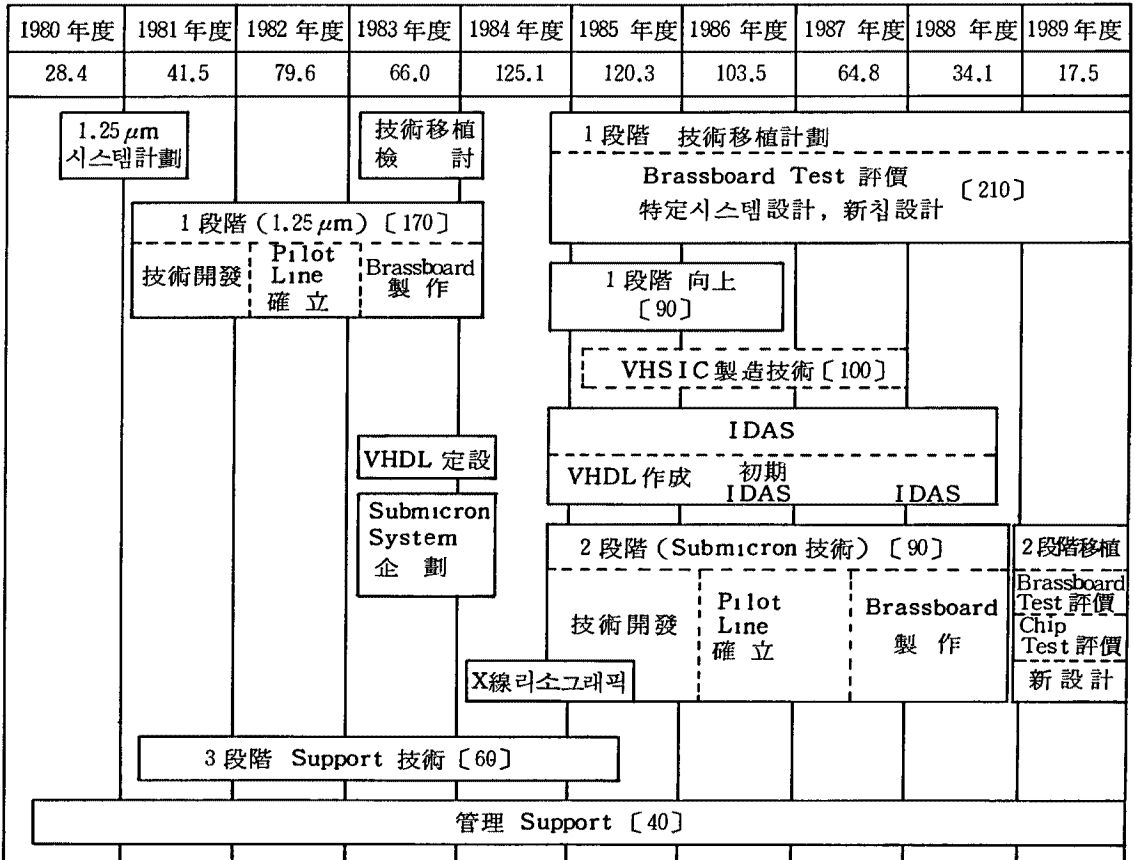 1980 年度 1981 年度 1982 年度 1983 年度 1984 年度 1985 年度 1986 年度 1987 年度 1988 年度 1989 年度
28.4 41.5 79.6 66.0 125.1 120.3 103.5 64.8 34.1 17.5
1.25 μm
시스템計劃
技術移植
檢 討
1 段階 技術移植計劃
Brassboard Test 評價
特定시스템設計, 新칩設計
〔210〕
1 段階 (1.25 μm) 〔170〕
技術開發
Pilot
Line
確 立
Brassboard
製 作
1 段階 向上
〔90〕
VHSIC 製造技術〔100〕
IDAS
VHDL 作成
初期
IDAS
IDAS
VHDL 定設
Submicron
System
企 劃
2 段階 (Submicron 技術) 〔90〕
技術開發
Pilot
Line
確 立
Brassboard
製 作
2 段階移植
Brassboard
Test 評價
Chip
Test 評價
新 設 計
X線리소그래픽
3 段階 Support 技術〔60〕
管理 Support 〔40〕